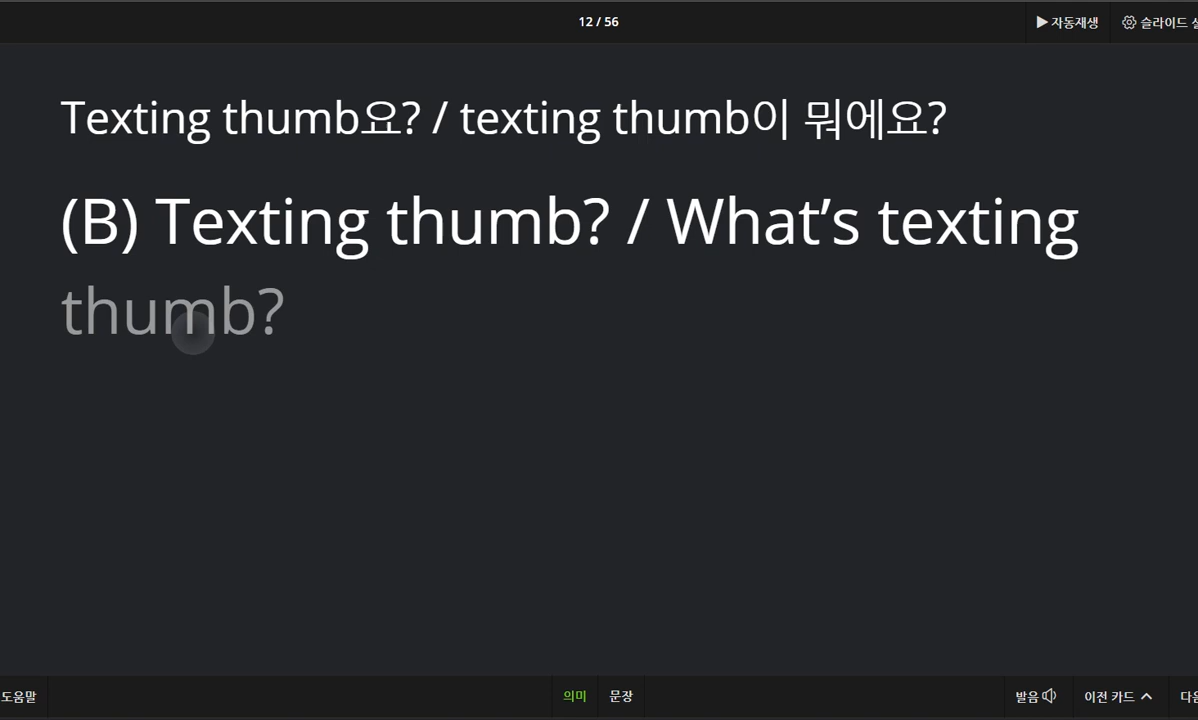 12 / 56
▶ 자동재생
슬라이드
Texting thumb요? / texting thumb이 뭐에요?
(B) Texting thumb? / What’s texting
thumb?
도움말
의미
문장
발음
이전 카드